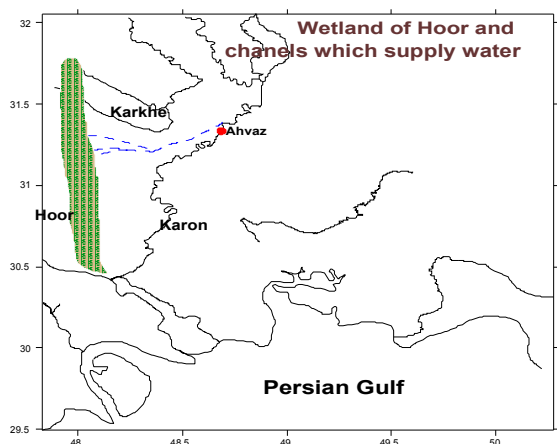 Wetland of Hoor and
chanels which supply water
32
31.5
Karkhe
Ahvaz
31
Hoor
Karon
30.5
30
Persian Gulf
29.5
48
48.5
49
49.5
50